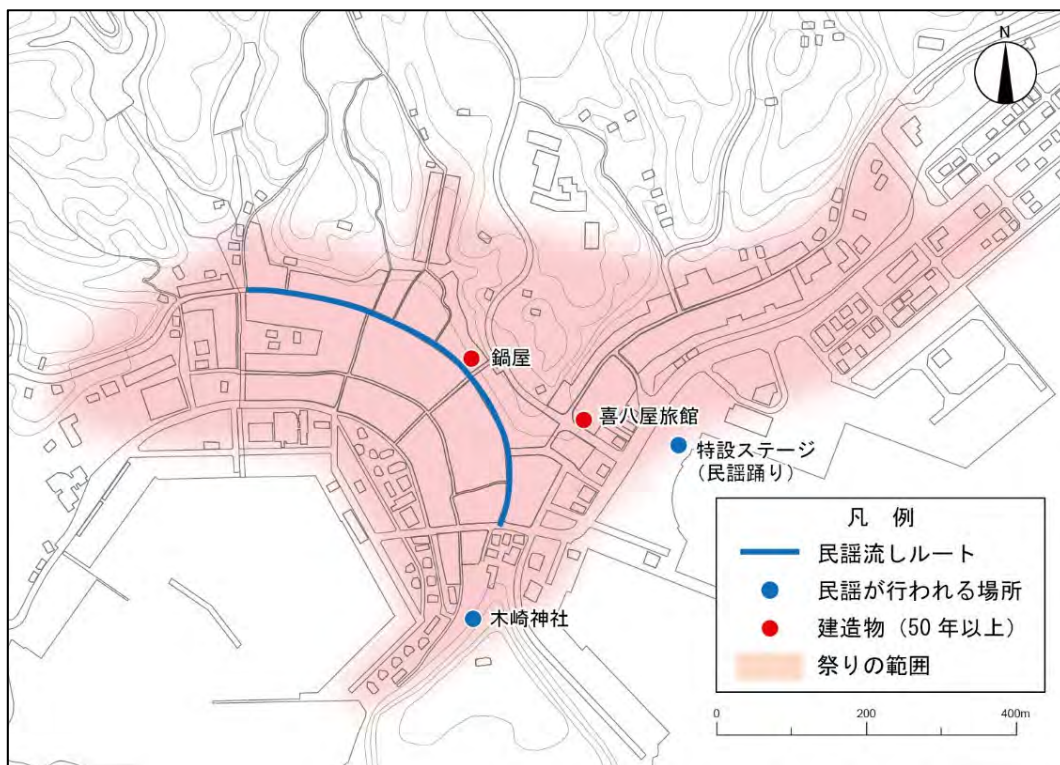 N
鍋屋
喜八屋旅館
特設ステージ
（民謡踊り）
木崎神社
凡　例
民謡流しルート
民謡が行われる場所
建造物（50 年以上）
祭りの範囲
0 200 400m